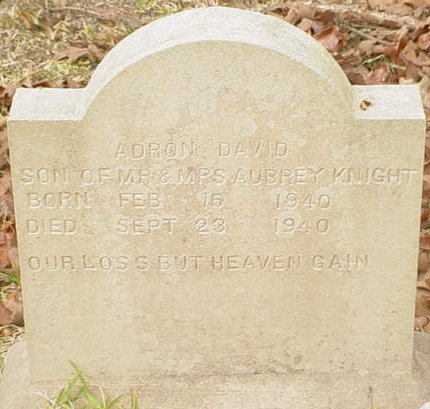 ADRON DAVID
SON OF MR & MRS AUBREY KNIGHT
BORN FEB. 16 1940
DIED SEPT 23 1940
OUR LOSS BUT HEAVEN GAIN